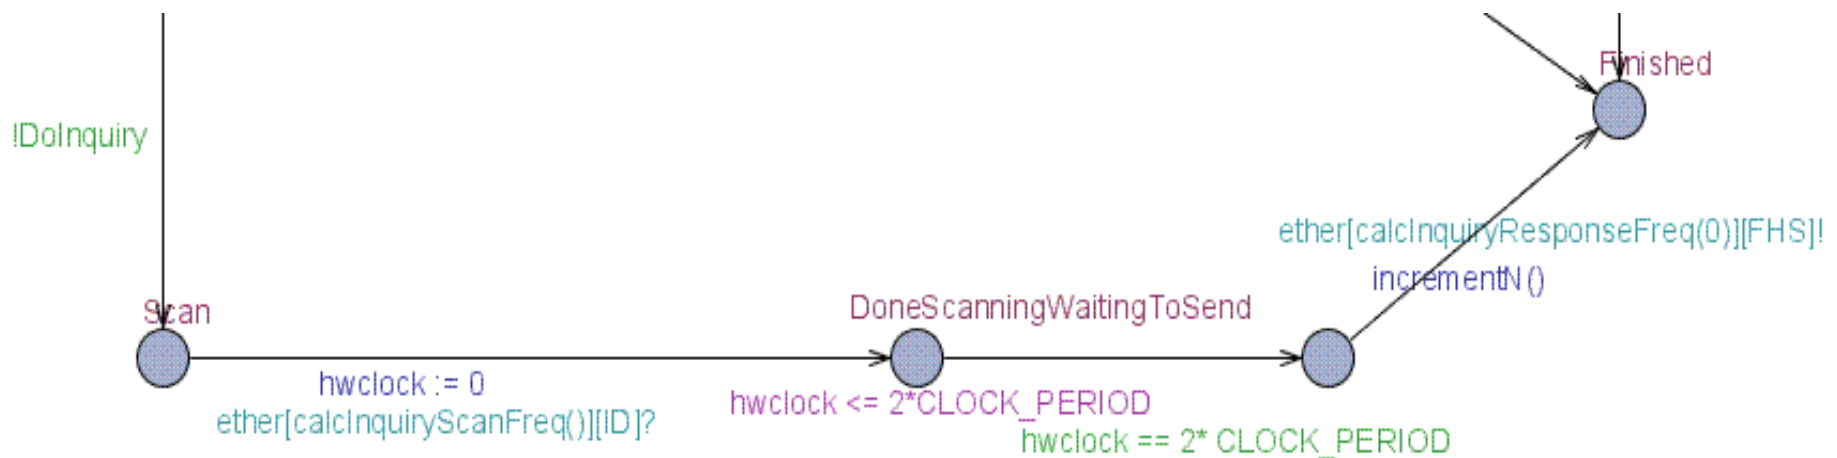 Finished
!DoInquiry
ether[calcInquiryResponseFreq(0)][FHS]!
incrementN()
Scan
DoneScanningWaitingToSend
hwclock := 0
hwclock <= 2*CLOCK_PERIOD
ether[calcInquiryScanFreq()][ID]?
hwclock == 2* CLOCK_PERIOD